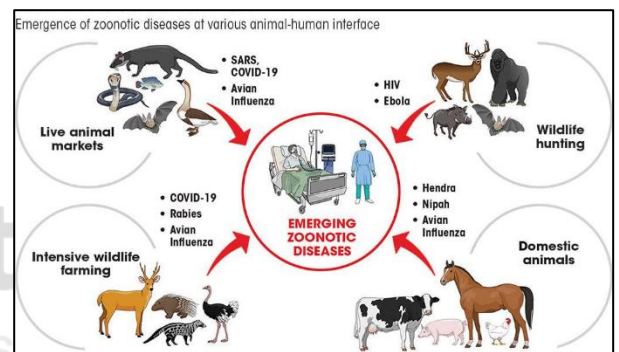 Emergence of zoonotic diseases at various animal-human interface
• SARS,
COVID-19
• Avian
Influenza
Live animal
markets
• HIV
• Ebola
Wildlife
hunting
• COVID-19
• Rabies
• Avian
Influenza
Intensive wildlife
farming
EMERGING
ZOONOTIC
DISEASES
• Hendra
• Nipah
• Avian
Influenza
Domestic
animals